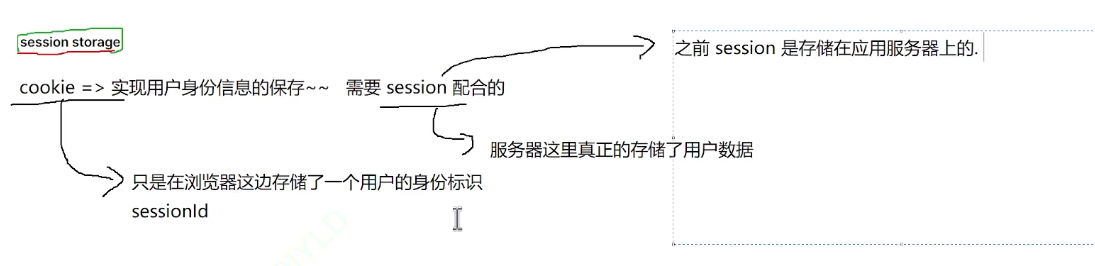 session storage
之前 session 是存储在应用服务器上的.
cookie => 实现用户身份信息的保存~~ 需要 session 配合的
服务器这里真正的存储了用户数据
只是在浏览器这边存储了一个用户的身份标识
sessionId